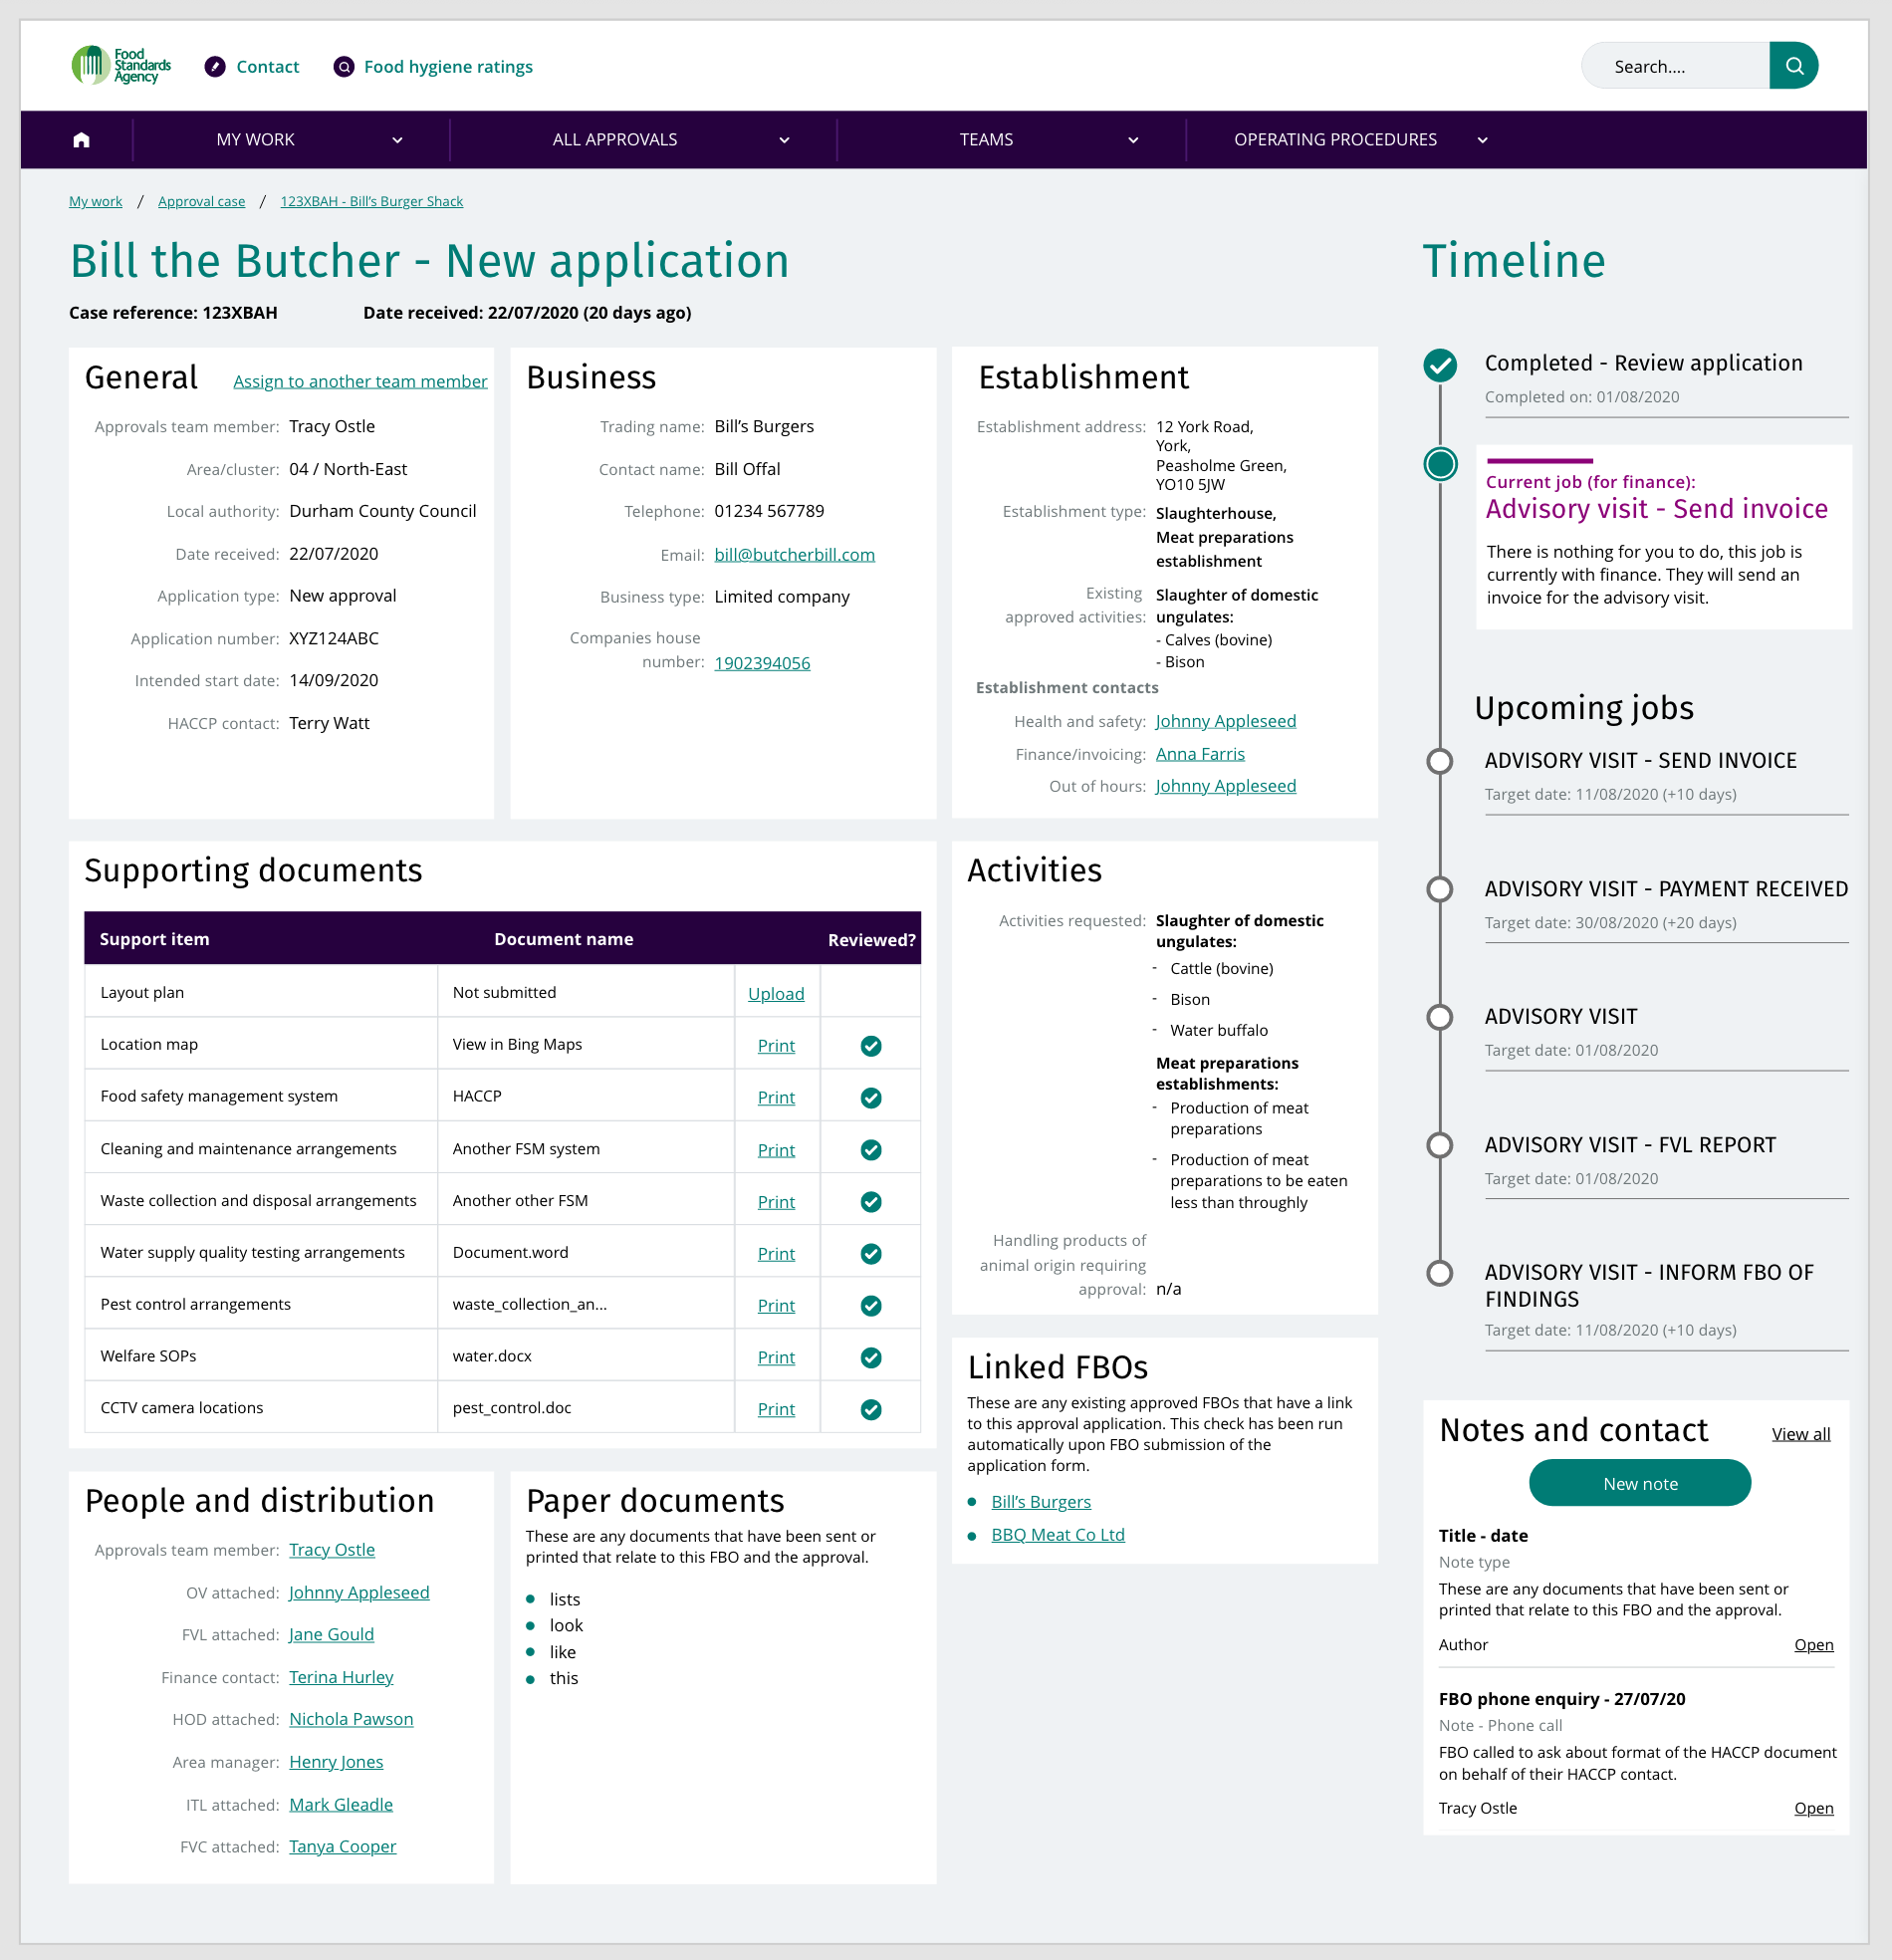 Food
Standards
Agency
Contact
Food hygiene ratings
Search....
MY WORK
ALL APPROVALS
TEAMS
OPERATING PROCEDURES
My work / Approval case / 123XBAH - Bill's Burger Shack
Bill the Butcher - New application
Case reference: 123XBAH
Date received: 22/07/2020 (20 days ago)
General
Assign to another team member
Approvals team member: Tracy Ostle
Area/cluster: 04 / North-East
Local authority: Durham County Council
Date received: 22/07/2020
Application type: New approval
Application number: XYZ124ABC
Intended start date: 14/09/2020
HACCP contact: Terry Watt
Business
Trading name: Bill's Burgers
Contact name: Bill Offal
Telephone: 01234 567789
Email: bill@butcherbill.com
Business type: Limited company
Companies house
number: 1902394056
Establishment
Establishment address: 12 York Road,
York,
Peasholme Green,
YO10 5JW
Establishment type: Slaughterhouse,
Meat preparations
establishment
Existing Slaughter of domestic
approved activities: ungulates:
- Calves (bovine)
- Bison
Establishment contacts
Health and safety: Johnny Appleseed
Finance/invoicing: Anna Farris
Out of hours: Johnny Appleseed
Supporting documents
Support item Document name Reviewed?
Layout plan Not submitted Upload
Location map View in Bing Maps Print
Food safety management system HACCP Print
Cleaning and maintenance arrangements Another FSM system Print
Waste collection and disposal arrangements Another other FSM Print
Water supply quality testing arrangements Document.word Print
Pest control arrangements waste_collection_an... Print
Welfare SOPs water.docx Print
CCTV camera locations pest_control.doc Print
Activities
Activities requested: Slaughter of domestic
ungulates:
- Cattle (bovine)
- Bison
- Water buffalo
Meat preparations
establishments:
- Production of meat
preparations
- Production of meat
preparations to be eaten
less than throughly
Handling products of
animal origin requiring
approval: n/a
Linked FBOs
These are any existing approved FBOs that have a link
to this approval application. This check has been run
automatically upon FBO submission of the
application form.
Bill's Burgers
BBQ Meat Co Ltd
People and distribution
Approvals team member: Tracy Ostle
OV attached: Johnny Appleseed
FVL attached: Jane Gould
Finance contact: Terina Hurley
HOD attached: Nichola Pawson
Area manager: Henry Jones
ITL attached: Mark Gleadle
FVC attached: Tanya Cooper
Paper documents
These are any documents that have been sent or
printed that relate to this FBO and the approval.
lists
look
like
this
Timeline
Completed - Review application
Completed on: 01/08/2020
Current job (for finance):
Advisory visit - Send invoice
There is nothing for you to do, this job is
currently with finance. They will send an
invoice for the advisory visit.
Upcoming jobs
ADVISORY VISIT - SEND INVOICE
Target date: 11/08/2020 (+10 days)
ADVISORY VISIT - PAYMENT RECEIVED
Target date: 30/08/2020 (+20 days)
ADVISORY VISIT
Target date: 01/08/2020
ADVISORY VISIT - FVL REPORT
Target date: 01/08/2020
ADVISORY VISIT - INFORM FBO OF
FINDINGS
Target date: 11/08/2020 (+10 days)
Notes and contact
View all
New note
Title - date
Note type
These are any documents that have been sent or
printed that relate to this FBO and the approval.
Author Open
FBO phone enquiry - 27/07/20
Note - Phone call
FBO called to ask about format of the HACCP document
on behalf of their HACCP contact.
Tracy Ostle Open